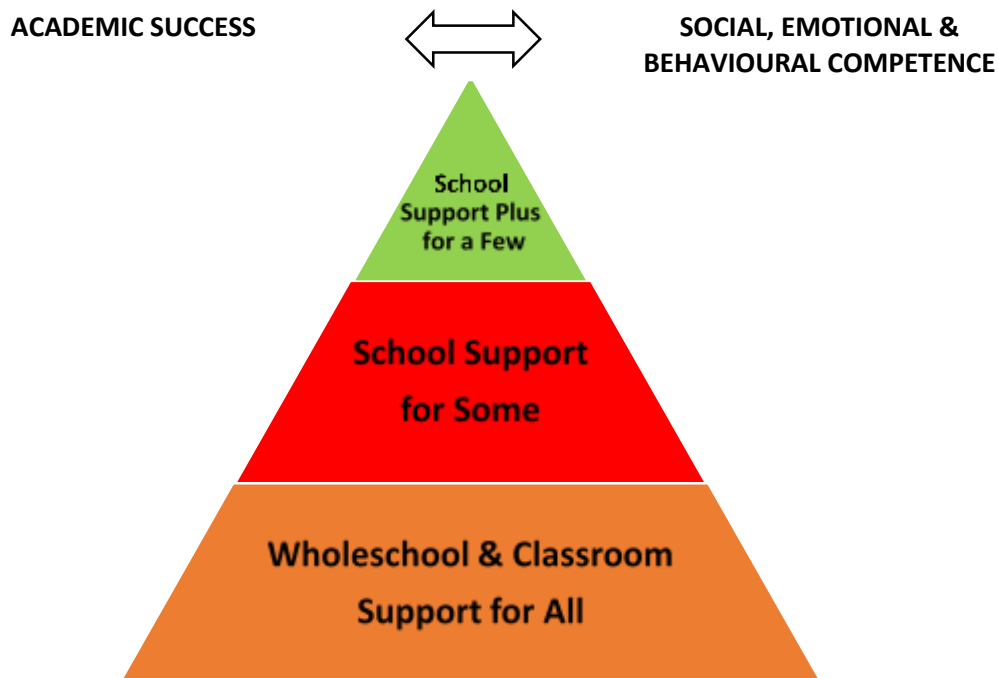 ACADEMIC SUCCESS
SOCIAL, EMOTIONAL &
BEHAVIOURAL COMPETENCE
School
Support Plus
for a Few
School Support
for Some
Wholeschool & Classroom
Support for All